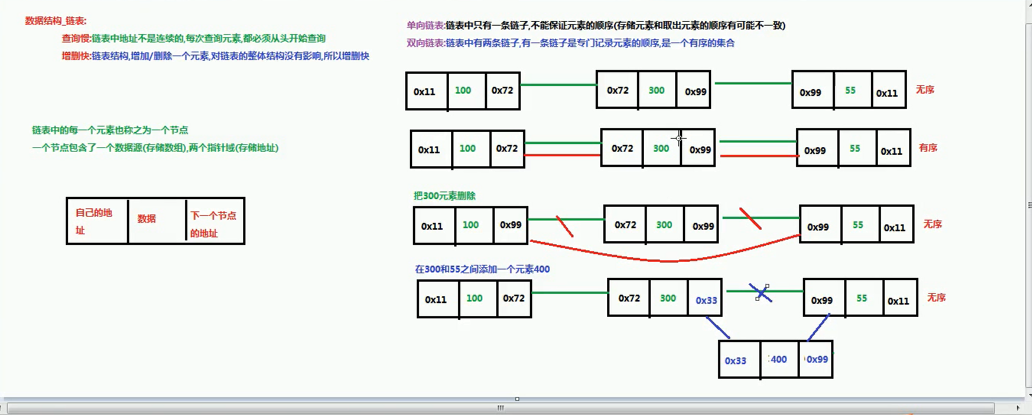 数据结构_链表:
查询慢:链表中地址不是连续的,每次查询元素,都必须从头开始查询
增删快:链表结构,增加/删除一个元素,对链表的整体结构没有影响,所以增删快
链表中的每一个元素也称之为一个节点
一个节点包含了一个数据源(存储数组),两个指针域(存储地址)
自己的地
址
数据
下一个节点
的地址
单向链表:链表中只有一条链子,不能保证元素的顺序(存储元素和取出元素的顺序有可能不一致)
双向链表:链表中有两条链子,有一条链子是专门记录元素的顺序,是一个有序的集合
0x11 100 0x72 0x72 300 0x99 0x99 55 0x11 无序
0x11 100 0x72 0x72 300 0x99 0x99 55 0x11 有序
把300元素删除
0x11 100 0x99 0x72 300 0x99 0x99 55 0x11 无序
在300和55之间添加一个元素400
0x11 100 0x72 0x72 300 0x33 0x99 55 0x11 无序
0x33 400 0x99